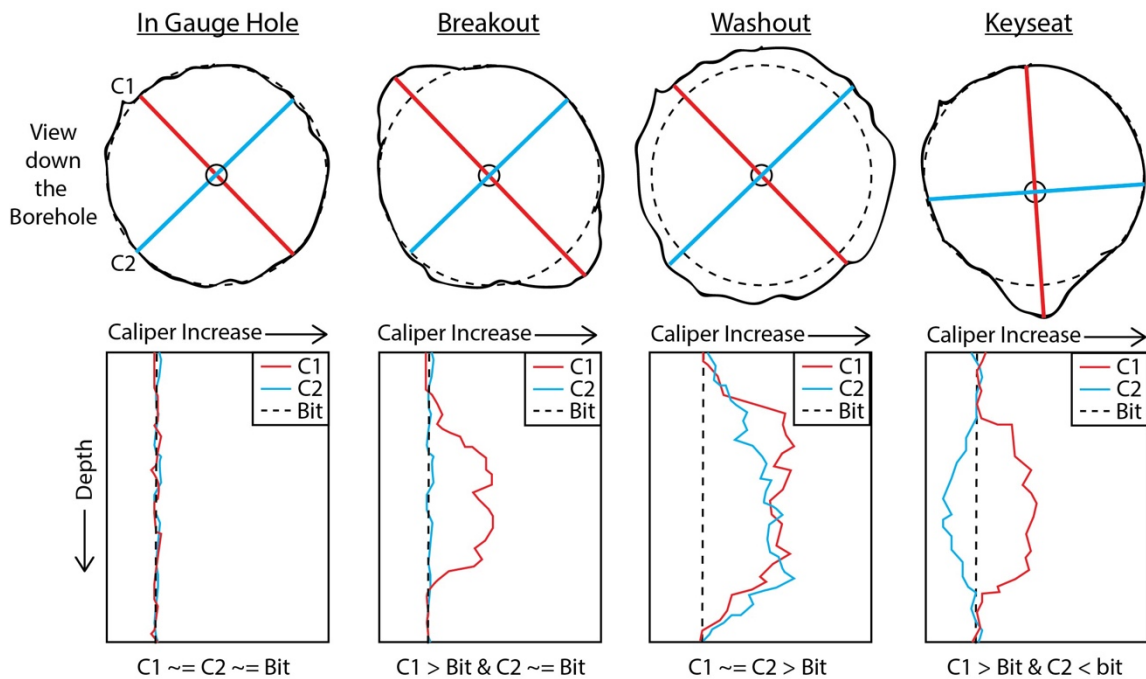 In Gauge Hole
Breakout
Washout
Keyseat
C1
View
down
the
Borehole
C2
Caliper Increase
Caliper Increase
Caliper Increase
Caliper Increase
C1
C2
Bit
C1
C2
Bit
C1
C2
Bit
C1
C2
Bit
Depth
C1 ~= C2 ~= Bit
C1 > Bit & C2 ~= Bit
C1 ~= C2 > Bit
C1 > Bit & C2 < bit